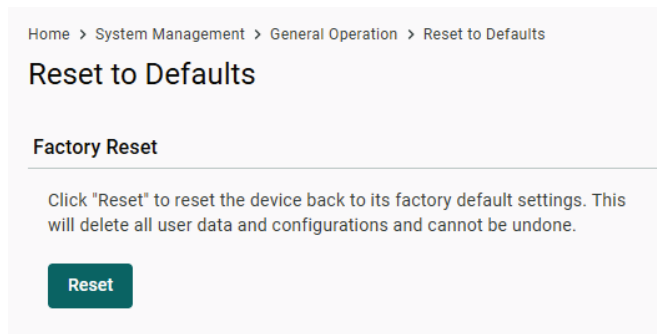 Home > System Management > General Operation > Reset to Defaults
Reset to Defaults
Factory Reset
Click "Reset" to reset the device back to its factory default settings. This
will delete all user data and configurations and cannot be undone.
Reset